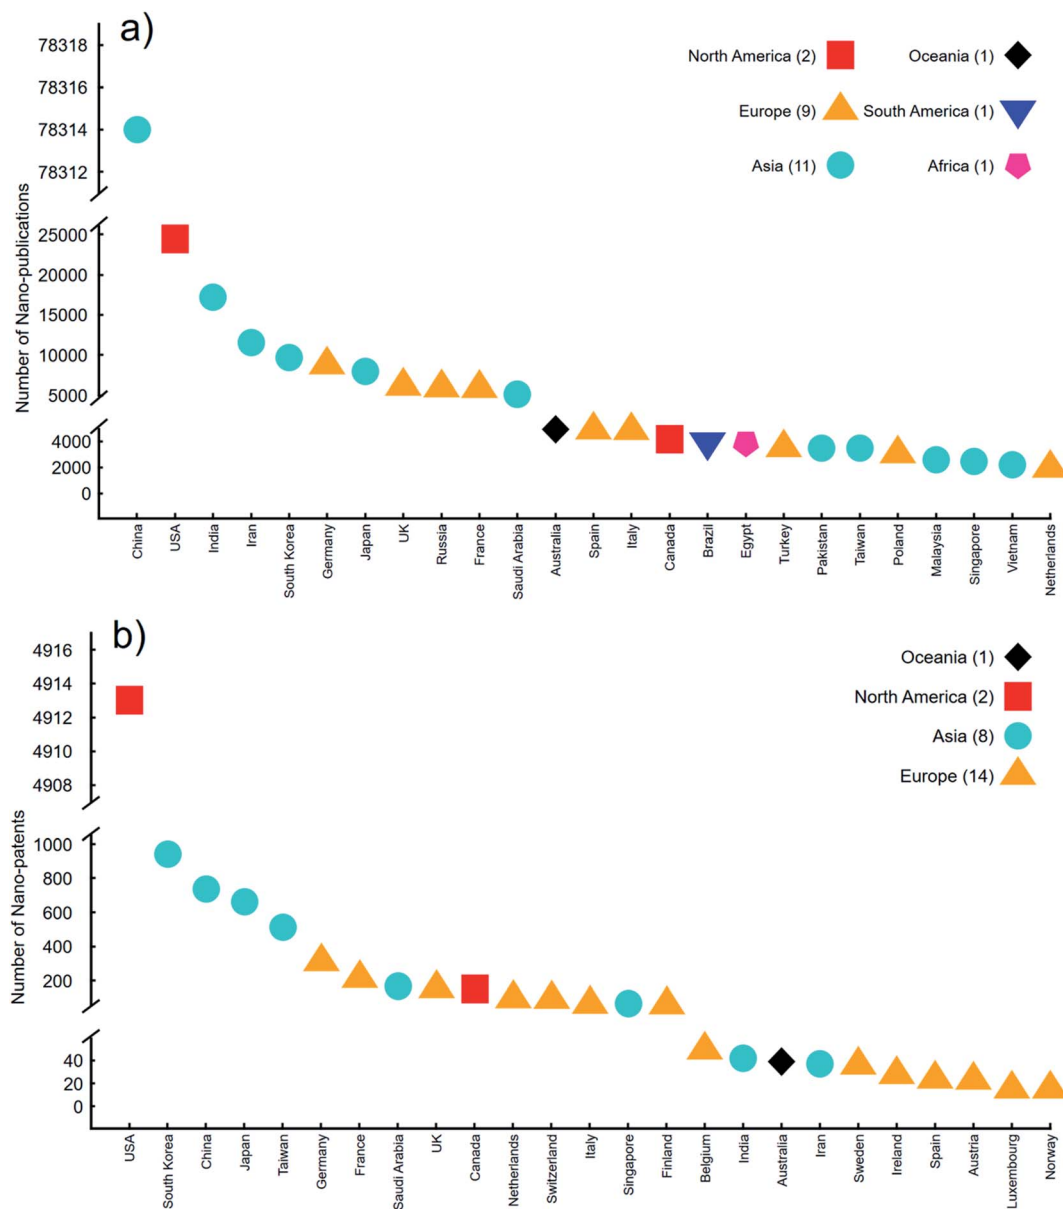 a)
78318
78316
78314
78312
25000
20000
15000
10000
5000
4000
2000
0
Number of Nano-publications
North America (2)
Oceania (1)
Europe (9)
South America (1)
Asia (11)
Africa (1)
China
USA
India
Iran
South Korea
Germany
Japan
UK
Russia
France
Saudi Arabia
Australia
Spain
Italy
Canada
Brazil
Egypt
Turkey
Pakistan
Taiwan
Poland
Malaysia
Singapore
Vietnam
Netherlands
b)
4916
4914
4912
4910
4908
1000
800
600
400
200
40
20
0
Number of Nano-patents
Oceania (1)
North America (2)
Asia (8)
Europe (14)
USA
South Korea
China
Japan
Taiwan
Germany
France
Saudi Arabia
UK
Canada
Netherlands
Switzerland
Italy
Singapore
Finland
Belgium
India
Australia
Iran
Sweden
Ireland
Spain
Austria
Luxembourg
Norway